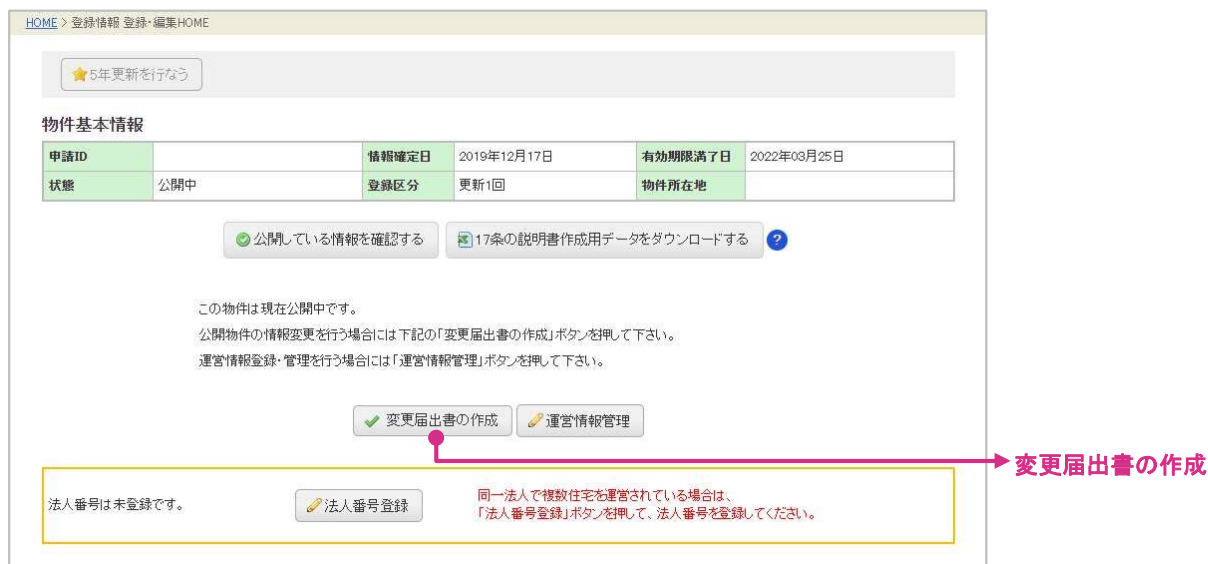 HOME > 登録情報 登録・編集HOME
5年更新を行なう
物件基本情報
申請ID 情報確定日 2019年12月17日 有効期限満了日 2022年03月25日
状態 公開中 登録区分 更新1回 物件所在地
公開している情報を確認する 17条の説明書作成用データをダウンロードする ?
この物件は現在公開中です。
公開物件の情報変更を行う場合には下記の「変更届出書の作成」ボタンを押して下さい。
運営情報登録・管理を行う場合には「運営情報管理」ボタンを押して下さい。
変更届出書の作成 運営情報管理
変更届出書の作成
法人番号は未登録です。 法人番号登録 同一法人で複数住宅を運営されている場合は、
「法人番号登録」ボタンを押して、法人番号を登録してください。